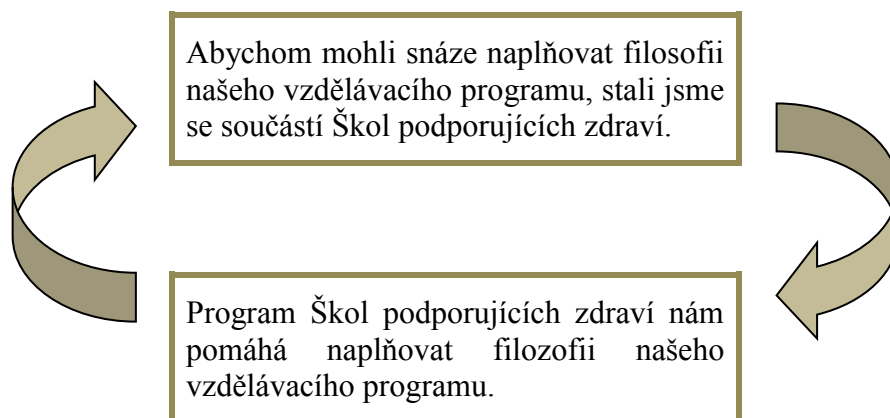 Abychom mohli snáze naplňovat filosofii
našeho vzdělávacího programu, stali jsme
se součástí Škol podporujících zdraví.
Program Škol podporujících zdraví nám
pomáhá naplňovat filozofii našeho
vzdělávacího programu.